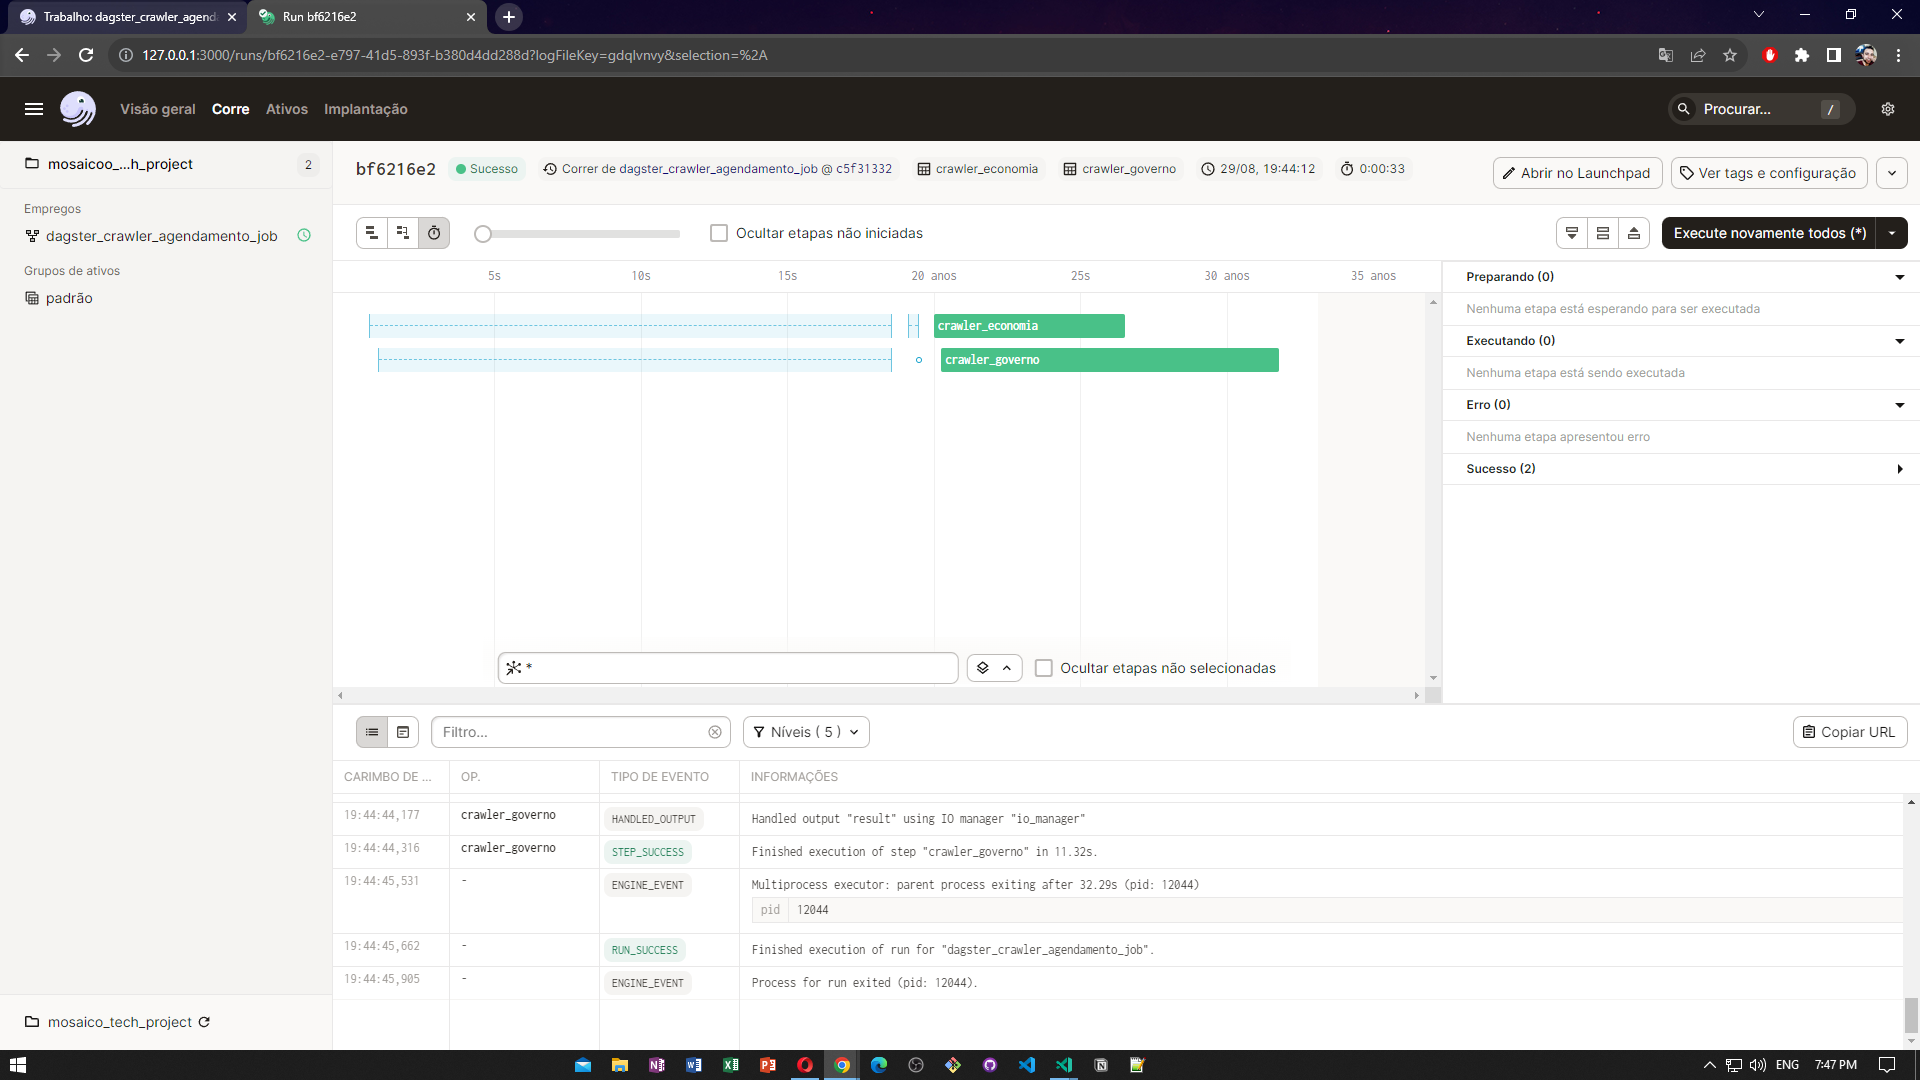 Trabalho: dagster_crawler_agend
Run bf6216e2
127.0.0.1:3000/runs/bf6216e2-e797-41d5-893f-b380d4dd288d?logFileKey=gdqlvnvy&selection=%2A
Visão geral
Corre
Ativos
Implantação
Procurar...
/
mosaicoo_...h_project
2
Empregos
dagster_crawler_agendamento_job
Grupos de ativos
padrão
mosaico_tech_project
bf6216e2
Sucesso
Correr de dagster_crawler_agendamento_job @ c5f31332
crawler_economia
crawler_governo
29/08, 19:44:12
0:00:33
Abrir no Launchpad
Ver tags e configuração
Ocultar etapas não iniciadas
Execute novamente todos (*)
5s
10s
15s
20 anos
25s
30 anos
35 anos
crawler_economia
crawler_governo
*
Ocultar etapas não selecionadas
Preparando (0)
Nenhuma etapa está esperando para ser executada
Executando (0)
Nenhuma etapa está sendo executada
Erro (0)
Nenhuma etapa apresentou erro
Sucesso (2)
Filtro...
Níveis ( 5 )
Copiar URL
CARIMBO DE ...
OP.
TIPO DE EVENTO
INFORMAÇÕES
19:44:44,177 crawler_governo HANDLED_OUTPUT Handled output "result" using IO manager "io_manager"
19:44:44,316 crawler_governo STEP_SUCCESS Finished execution of step "crawler_governo" in 11.32s.
19:44:45,531 - ENGINE_EVENT Multiprocess executor: parent process exiting after 32.29s (pid: 12044)
pid 12044
19:44:45,662 - RUN_SUCCESS Finished execution of run for "dagster_crawler_agendamento_job".
19:44:45,905 - ENGINE_EVENT Process for run exited (pid: 12044).
ENG
7:47 PM